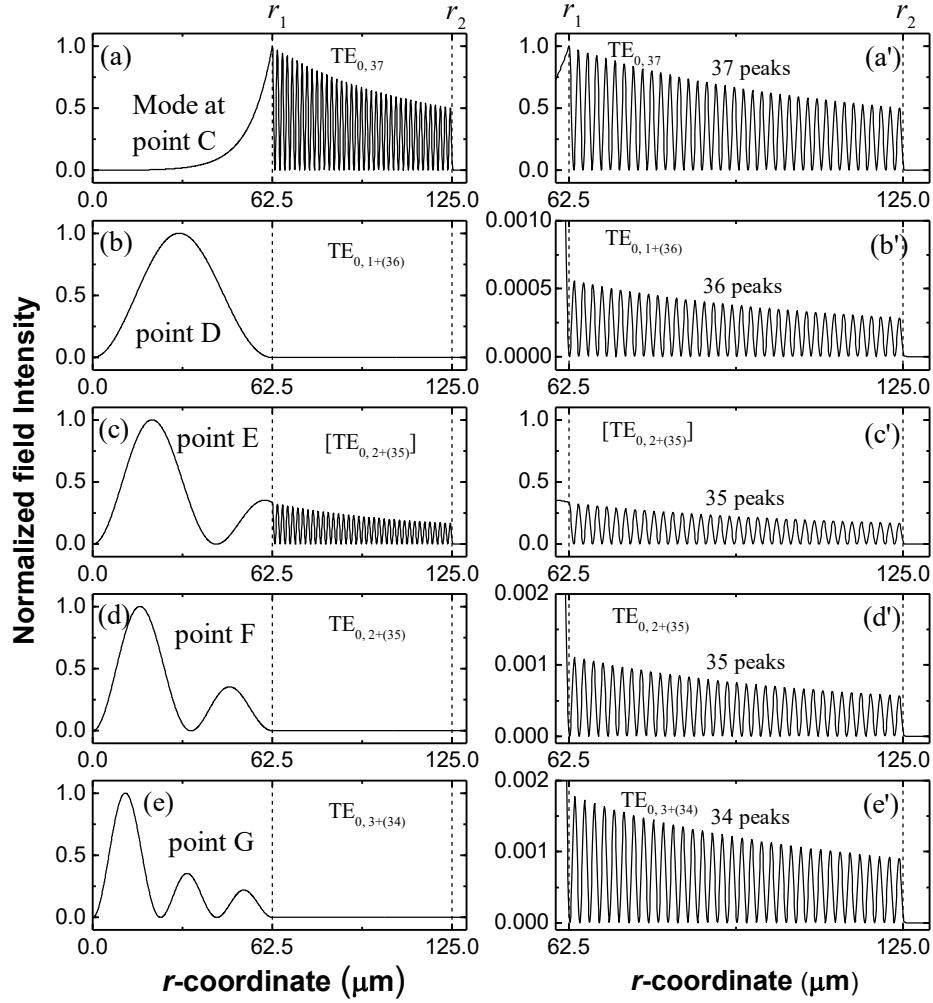 r1 r2 r1 r2
(a) TE0, 37 Mode at point C 1.0 0.5 0.0
62.5 125.0 0.0
(a') TE0, 37 37 peaks 1.0 0.5 0.0
62.5 125.0
(b) TE0, 1+(36) point D 1.0 0.5 0.0
0.0 62.5 125.0
(b') TE0, 1+(36) 36 peaks 0.0010 0.0005 0.0000
62.5 125.0
(c) point E [TE0, 2+(35)] 1.0 0.5 0.0
0.0 62.5 125.0
(c') [TE0, 2+(35)] 35 peaks 1.0 0.5 0.0
62.5 125.0
(d) point F TE0, 2+(35) 1.0 0.5 0.0
0.0 62.5 125.0
(d') TE0, 2+(35) 35 peaks 0.002 0.001 0.000
62.5 125.0
(e) point G TE0, 3+(34) 1.0 0.5 0.0
0.0 62.5 125.0
(e') TE0, 3+(34) 34 peaks 0.002 0.001 0.000
62.5 125.0
Normalized field Intensity
r-coordinate (μm)
r-coordinate (μm)